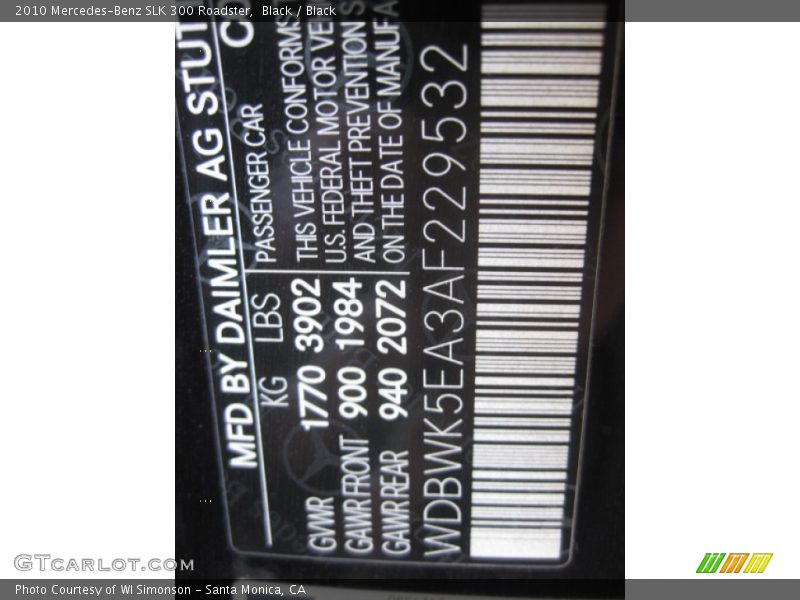 2010 Mercedes-Benz SLK 300 Roadster,  Black / Black
MFD BY DAIMLER AG STUT
C
KG LBS PASSENGER CAR
GVWR 1770 3902 THIS VEHICLE CONFORMS
GAWR FRONT 900 1984 U.S. FEDERAL MOTOR VEH
AND THEFT PREVENTION S
GAWR REAR 940 2072 ON THE DATE OF MANUFA
WDBWK5EA3AF229532
GTCARLOT.COM
Photo Courtesy of WI Simonson - Santa Monica, CA